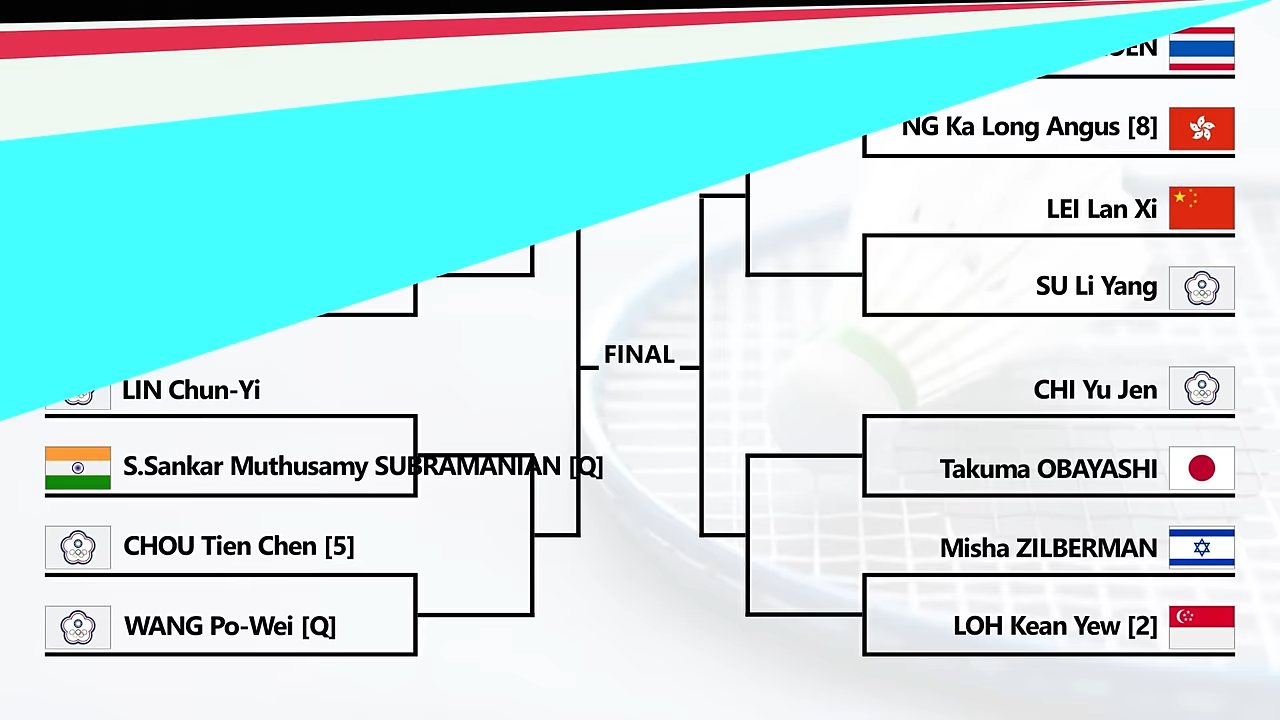 NG Ka Long Angus [8]
LEI Lan Xi
SU Li Yang
FINAL
LIN Chun-Yi
CHI Yu Jen
S.Sankar Muthusamy SUBRAMANIAN [Q]
Takuma OBAYASHI
CHOU Tien Chen [5]
Misha ZILBERMAN
WANG Po-Wei [Q]
LOH Kean Yew [2]